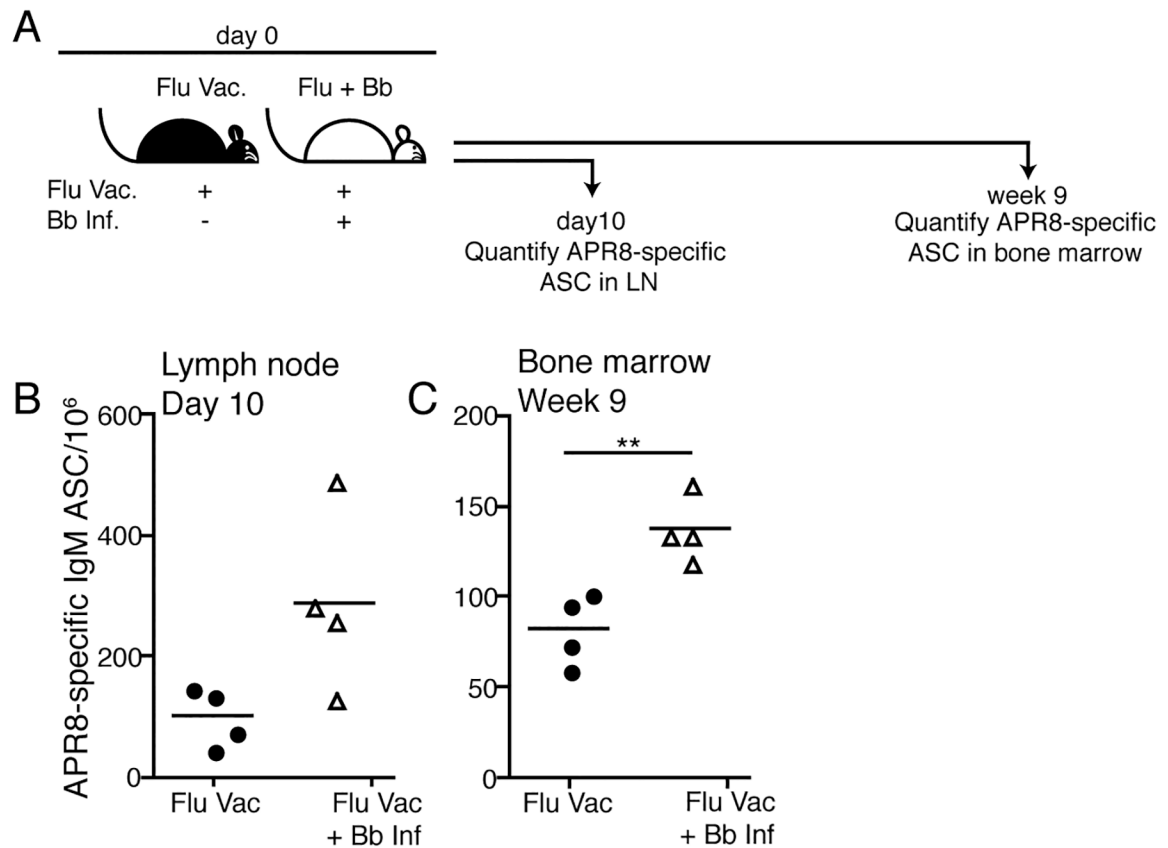 A
day 0
Flu Vac. Flu + Bb
Flu Vac. + +
Bb Inf. - +
day10
Quantify APR8-specific
ASC in LN
week 9
Quantify APR8-specific
ASC in bone marrow
B
Lymph node
Day 10
APR8-specific IgM ASC/10⁶
600
400
200
0
Flu Vac
Flu Vac
+ Bb Inf
C
Bone marrow
Week 9
200
150
100
50
0
**
Flu Vac
Flu Vac
+ Bb Inf